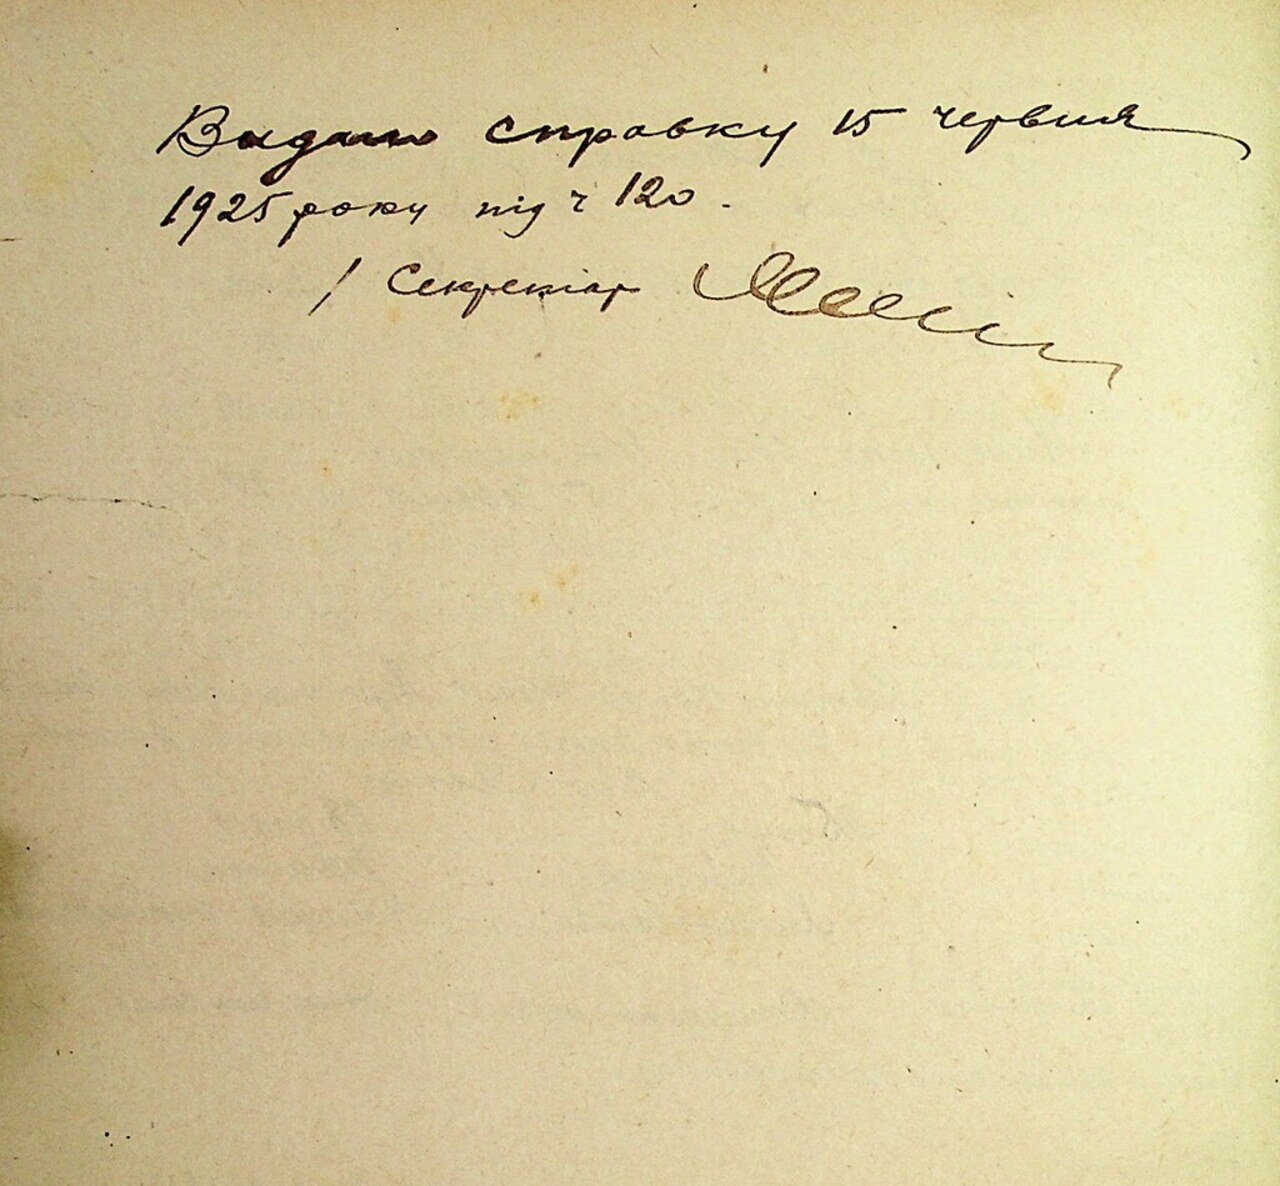 Видано справку 15 червня
1925 року під ч 120.
/ Секретар